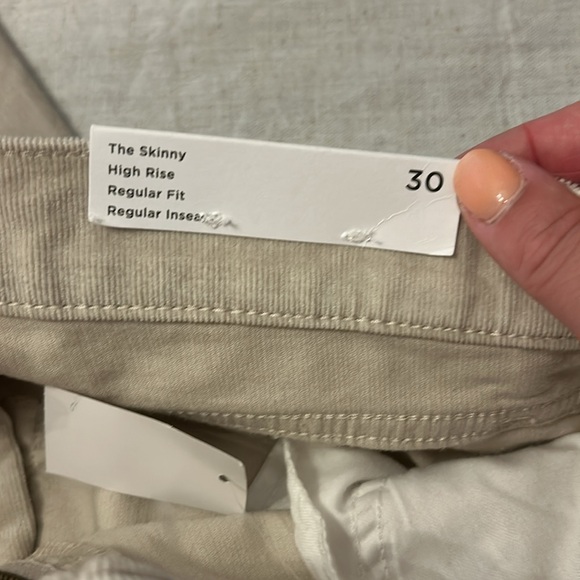 The Skinny
High Rise
Regular Fit
Regular
30